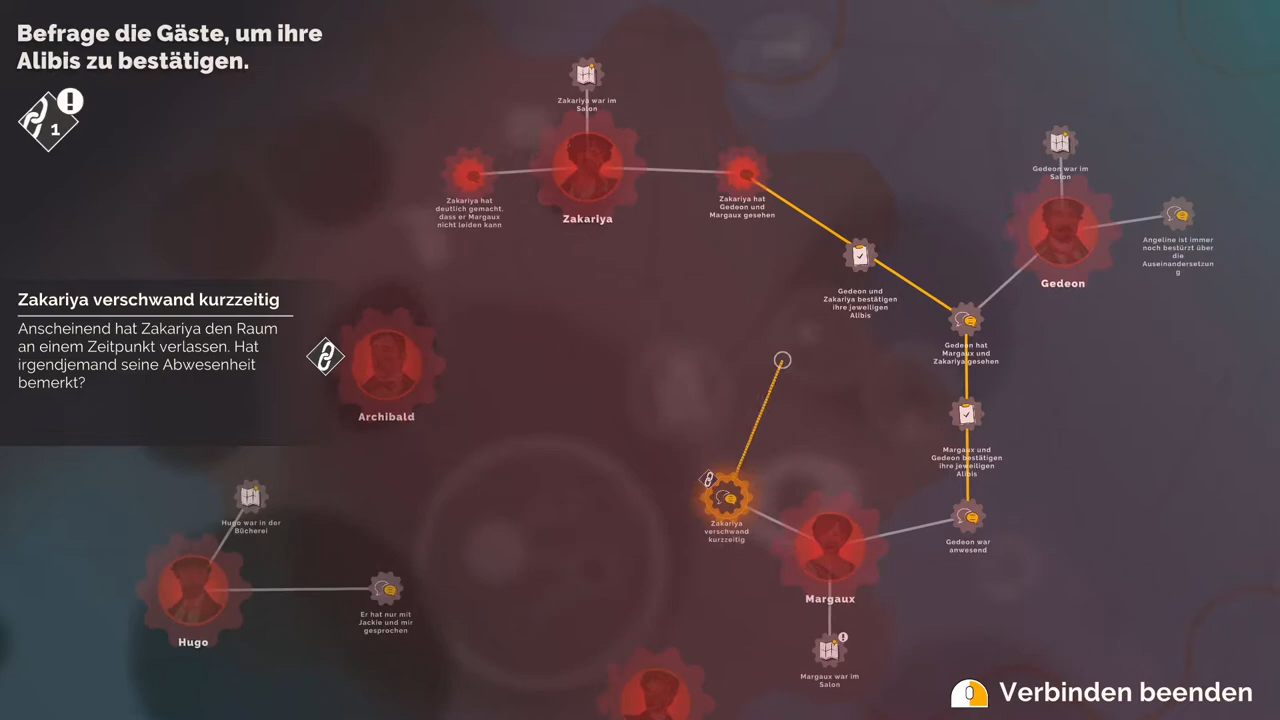 Befrage die Gäste, um ihre
Alibis zu bestätigen.
1
Zakariya war im
Salon
Zakariya hat
deutlich gemacht,
dass er Margaux
nicht leiden kann
Zakariya
Zakariya hat
Gedeon und
Margaux gesehen
Gedeon war im
Salon
Gedeon
Angeline ist immer
noch bestürzt über
die
Auseinandersetzun
g
Gedeon und
Zakariya bestätigen
ihre jeweiligen
Alibis
Gedeon hat
Margaux und
Zakariya gesehen
Zakariya verschwand kurzzeitig
Anscheinend hat Zakariya den Raum
an einem Zeitpunkt verlassen. Hat
irgendjemand seine Abwesenheit
bemerkt?
Archibald
Margaux und
Gedeon bestätigen
ihre jeweiligen
Alibis
Hugo war in der
Bücherei
Zakariya
verschwand
kurzzeitig
Gedeon war
anwesend
Margaux
Er hat nur mit
Jackie und mir
gesprochen
Hugo
Margaux war im
Salon
Verbinden beenden